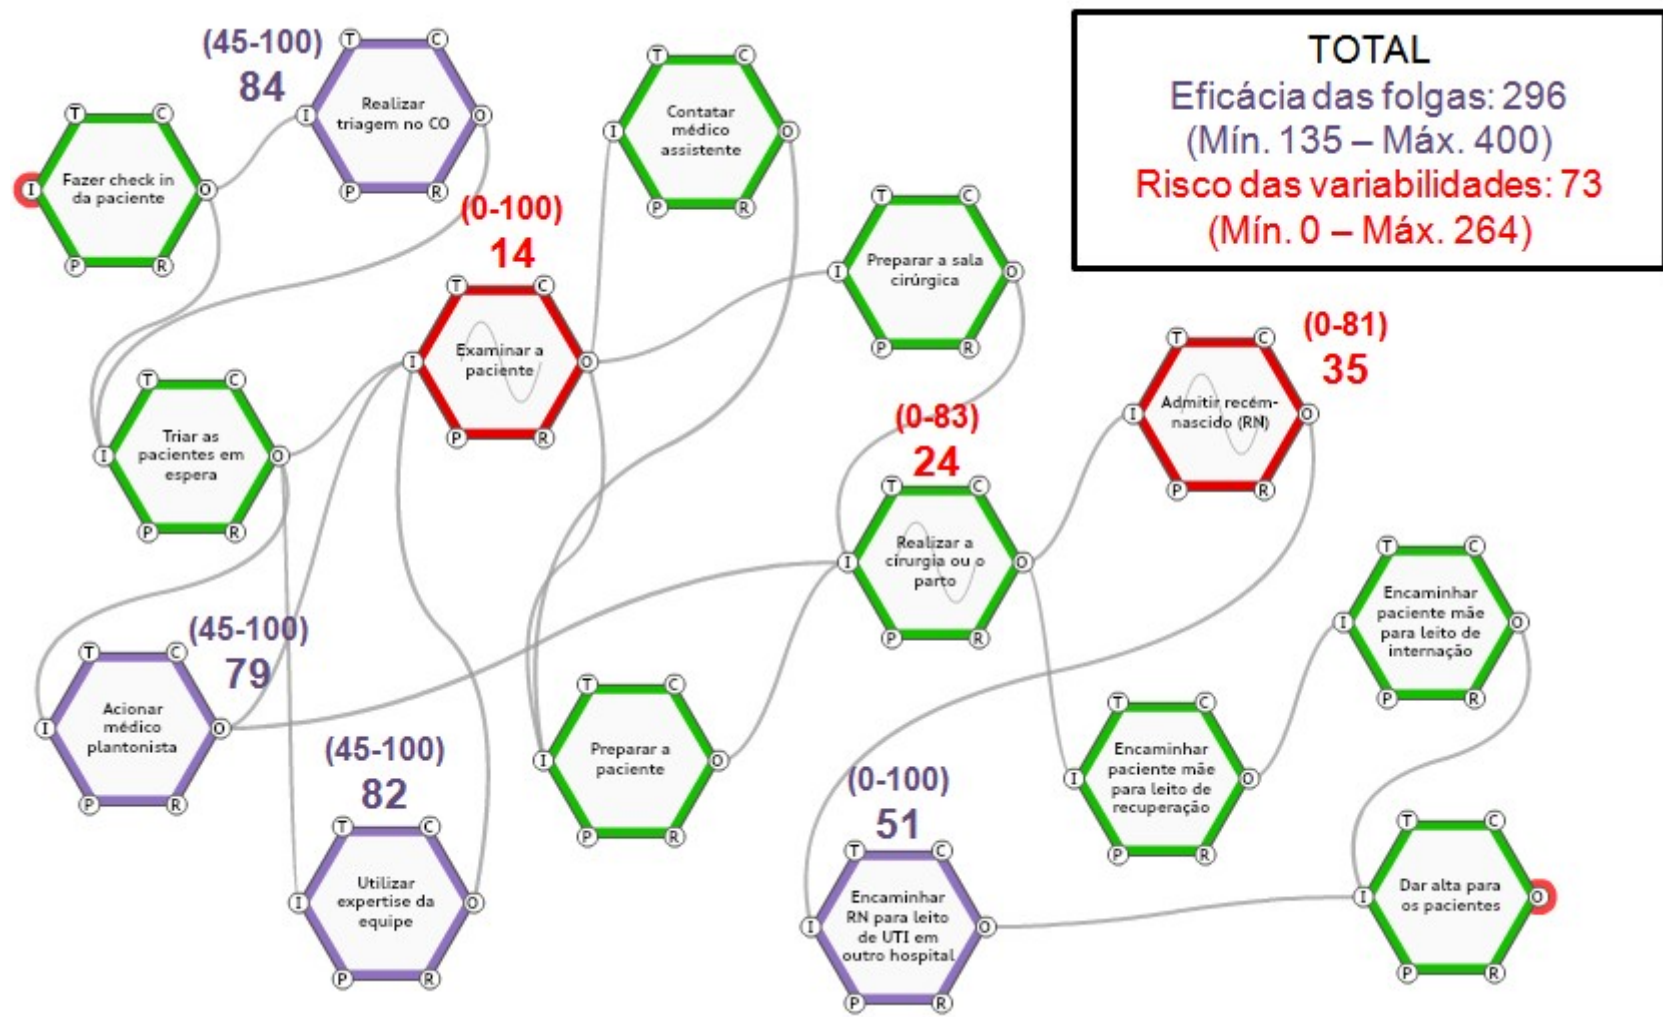 (45-100)
84
T
C
Realizar
triagem no CO
I
O
P
R
T
C
Fazer check in
da paciente
I
O
P
R
T
C
Contatar
médico
assistente
I
O
P
R
TOTAL
Eficácia das folgas: 296
(Mín. 135 – Máx. 400)
Risco das variabilidades: 73
(Mín. 0 – Máx. 264)
(0-100)
14
T
C
Examinar a
paciente
I
O
P
R
T
C
Preparar a sala
cirúrgica
I
O
P
R
(0-81)
35
T
C
Admitir recém-
nascido (RN)
I
O
P
R
T
C
Triar as
pacientes em
espera
I
O
P
R
(0-83)
24
T
C
Realizar a
cirurgia ou o
parto
I
O
P
R
T
C
Encaminhar
paciente mãe
para leito de
internação
I
O
P
R
(45-100)
79
T
C
Acionar
médico
plantonista
I
O
P
R
T
C
Preparar a
paciente
I
O
P
R
T
C
Encaminhar
paciente mãe
para leito de
recuperação
I
O
P
R
(45-100)
82
T
C
Utilizar
expertise da
equipe
I
O
P
R
(0-100)
51
T
C
Encaminhar
RN para leito
de UTI em
outro hospital
I
O
P
R
T
C
Dar alta para
os pacientes
I
O
P
R